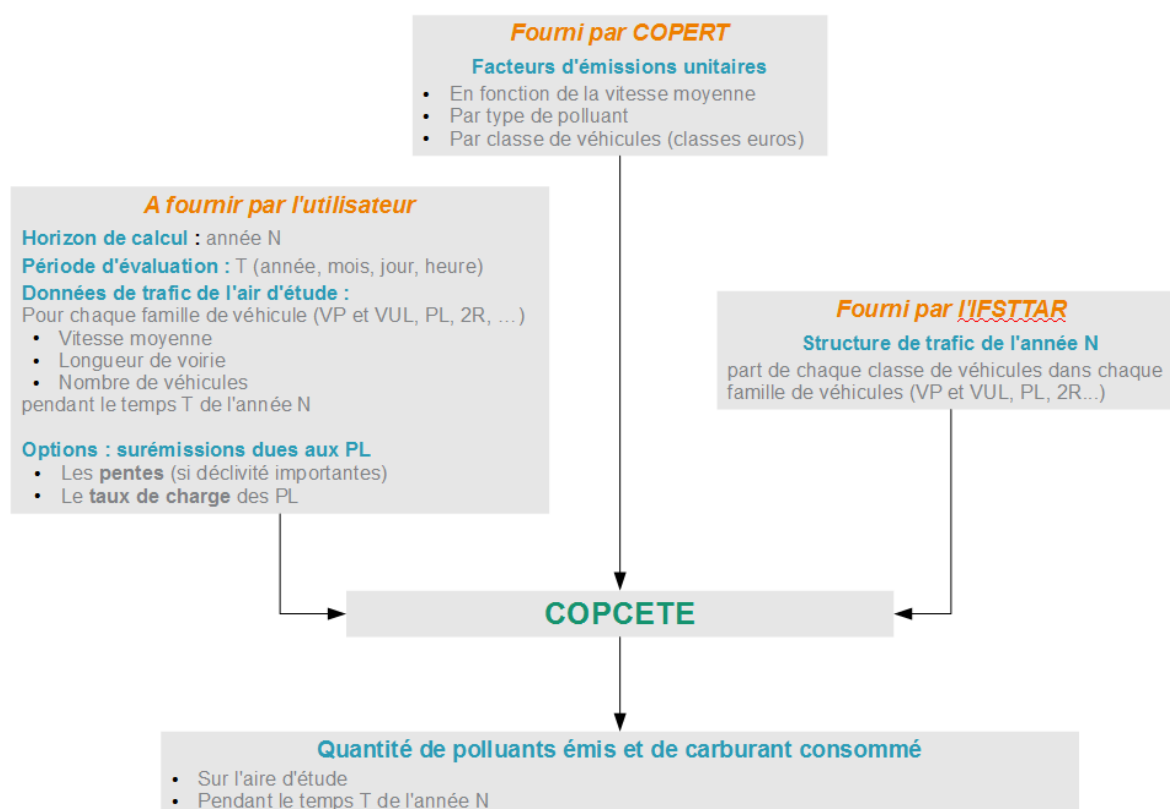 Fourni par COPERT
Facteurs d'émissions unitaires
• En fonction de la vitesse moyenne
• Par type de polluant
• Par classe de véhicules (classes euros)
A fournir par l'utilisateur
Horizon de calcul : année N
Période d'évaluation : T (année, mois, jour, heure)
Données de trafic de l'air d'étude :
Pour chaque famille de véhicule (VP et VUL, PL, 2R, ...)
• Vitesse moyenne
• Longueur de voirie
• Nombre de véhicules
pendant le temps T de l'année N
Options : surémissions dues aux PL
• Les pentes (si déclivité importantes)
• Le taux de charge des PL
Fourni par l'IFSTTAR
Structure de trafic de l'année N
part de chaque classe de véhicules dans chaque
famille de véhicules (VP et VUL, PL, 2R...)
COPCETE
Quantité de polluants émis et de carburant consommé
• Sur l'aire d'étude
• Pendant le temps T de l'année N